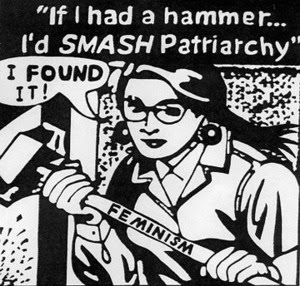 "If I had a hammer...
I'd SMASH Patriarchy"
I FOUND
IT!
FEMINISM